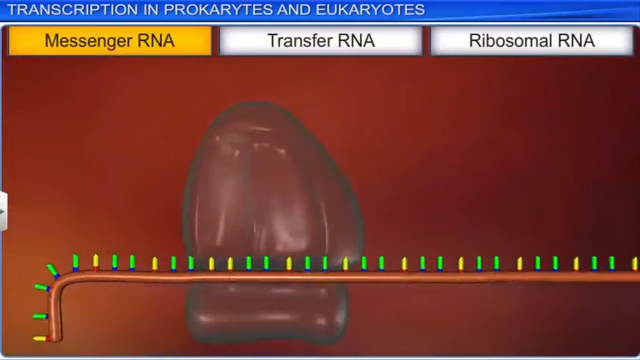 TRANSCRIPTION IN PROKARYTES AND EUKARYOTES
Messenger RNA
Transfer RNA
Ribosomal RNA